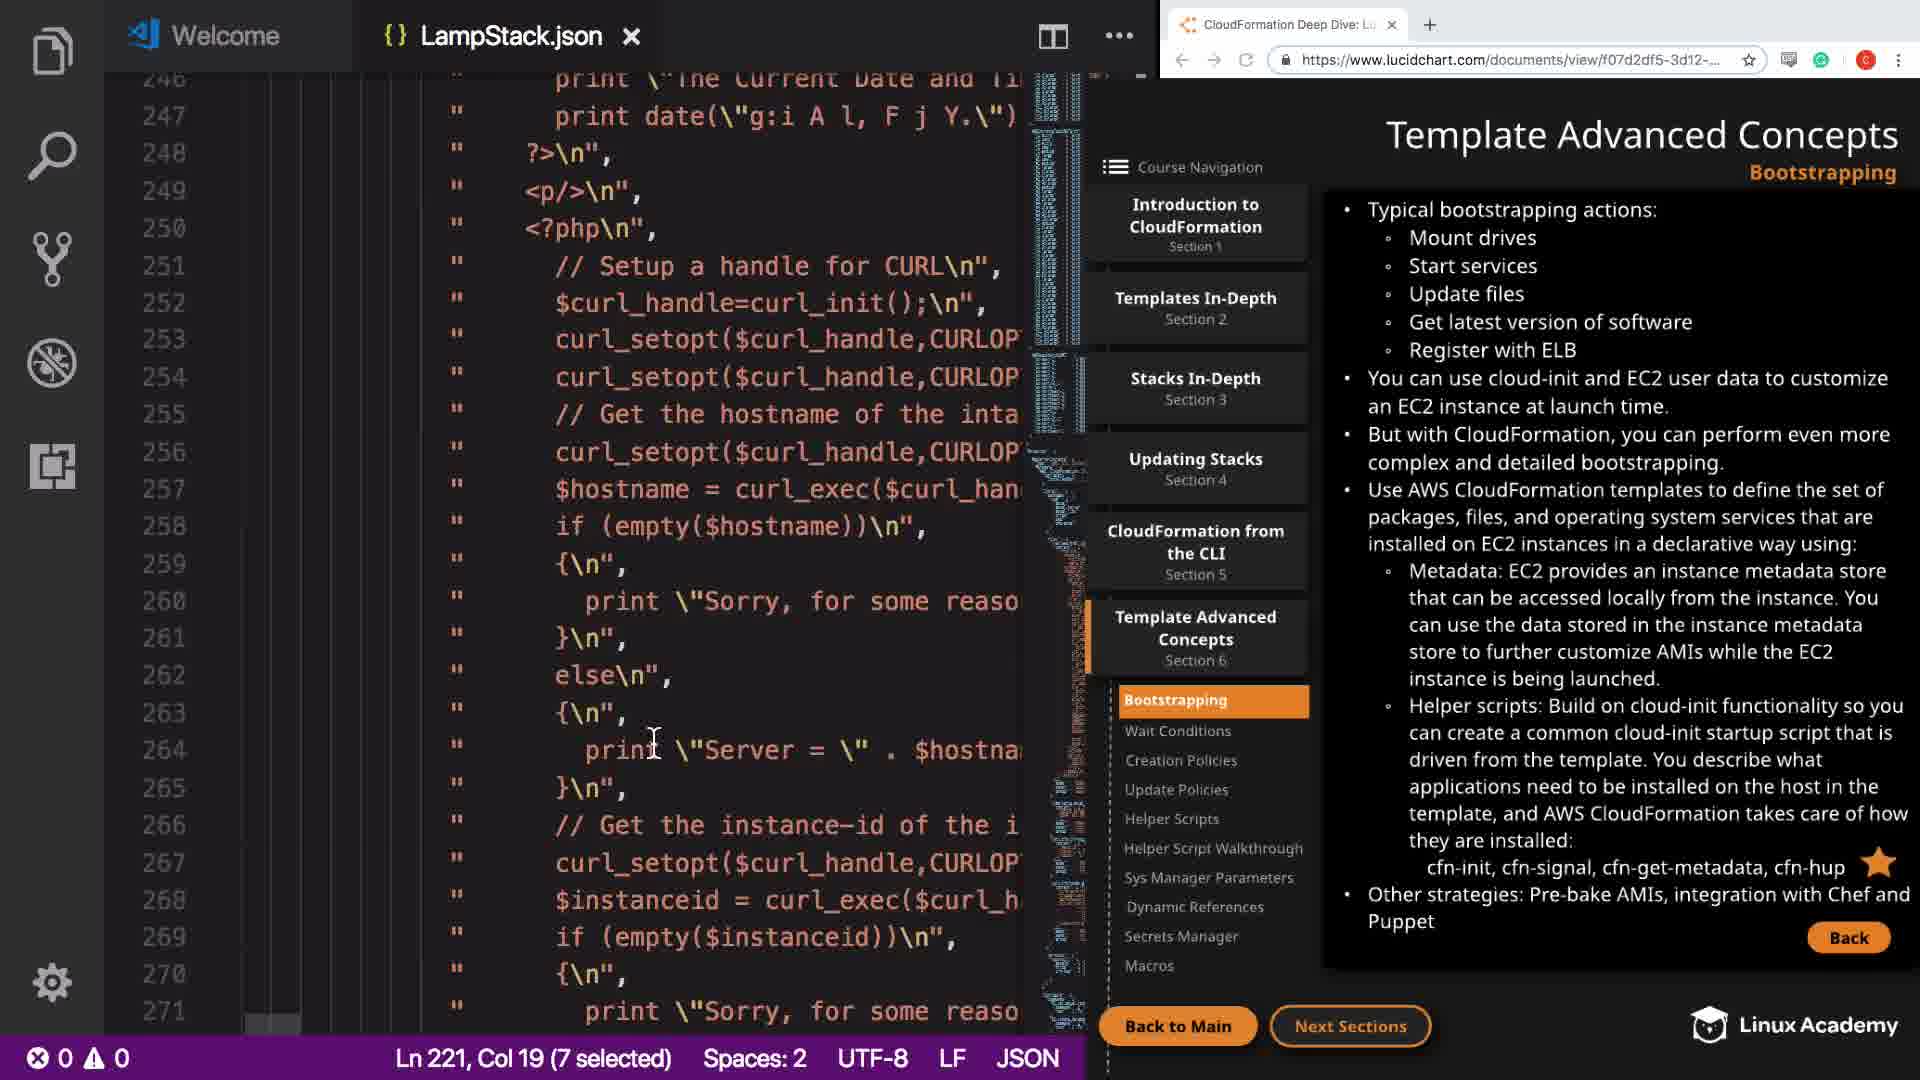 Welcome
{} LampStack.json
246 " print \"The Current Date and Ti
247 " print date(\"g:i A l, F j Y.\")
248 " ?>\n",
249 " <p/>\n",
250 " <?php\n",
251 " // Setup a handle for CURL\n",
252 " $curl_handle=curl_init();\n",
253 " curl_setopt($curl_handle,CURLOP
254 " curl_setopt($curl_handle,CURLOP
255 " // Get the hostname of the inta
256 " curl_setopt($curl_handle,CURLOP
257 " $hostname = curl_exec($curl_han
258 " if (empty($hostname))\n",
259 " {\n",
260 " print \"Sorry, for some reaso
261 " }\n",
262 " else\n",
263 " {\n",
264 " print \"Server = \" . $hostna
265 " }\n",
266 " // Get the instance-id of the i
267 " curl_setopt($curl_handle,CURLOP
268 " $instanceid = curl_exec($curl_h
269 " if (empty($instanceid))\n",
270 " {\n",
271 " print \"Sorry, for some reaso
0 0
Ln 221, Col 19 (7 selected) Spaces: 2 UTF-8 LF JSON
CloudFormation Deep Dive: Lu
https://www.lucidchart.com/documents/view/f07d2df5-3d12-...
C
Template Advanced Concepts
Bootstrapping
Course Navigation
Introduction to
CloudFormation
Section 1
Templates In-Depth
Section 2
Stacks In-Depth
Section 3
Updating Stacks
Section 4
CloudFormation from
the CLI
Section 5
Template Advanced
Concepts
Section 6
Bootstrapping
Wait Conditions
Creation Policies
Update Policies
Helper Scripts
Helper Script Walkthrough
Sys Manager Parameters
Dynamic References
Secrets Manager
Macros
Back to Main
Next Sections
• Typical bootstrapping actions:
◦ Mount drives
◦ Start services
◦ Update files
◦ Get latest version of software
◦ Register with ELB
• You can use cloud-init and EC2 user data to customize
an EC2 instance at launch time.
• But with CloudFormation, you can perform even more
complex and detailed bootstrapping.
• Use AWS CloudFormation templates to define the set of
packages, files, and operating system services that are
installed on EC2 instances in a declarative way using:
◦ Metadata: EC2 provides an instance metadata store
that can be accessed locally from the instance. You
can use the data stored in the instance metadata
store to further customize AMIs while the EC2
instance is being launched.
◦ Helper scripts: Build on cloud-init functionality so you
can create a common cloud-init startup script that is
driven from the template. You describe what
applications need to be installed on the host in the
template, and AWS CloudFormation takes care of how
they are installed:
cfn-init, cfn-signal, cfn-get-metadata, cfn-hup
• Other strategies: Pre-bake AMIs, integration with Chef and
Puppet
Back
Linux Academy